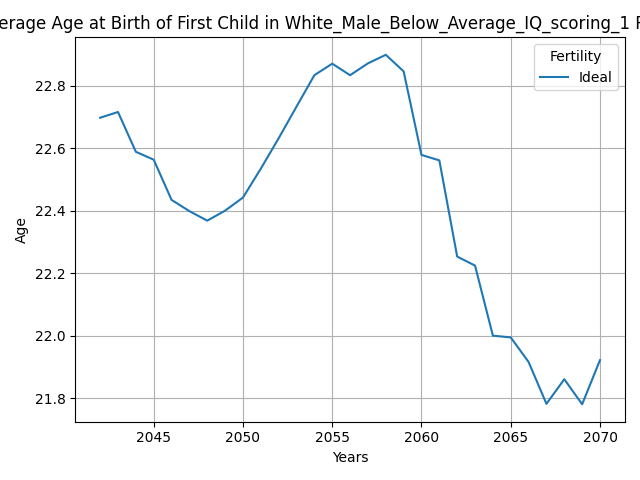 erage Age at Birth of First Child in White_Male_Below_Average_IQ_scoring_1
Fertility
Ideal
22.8
22.6
22.4
22.2
22.0
21.8
Age
2045 2050 2055 2060 2065 2070
Years